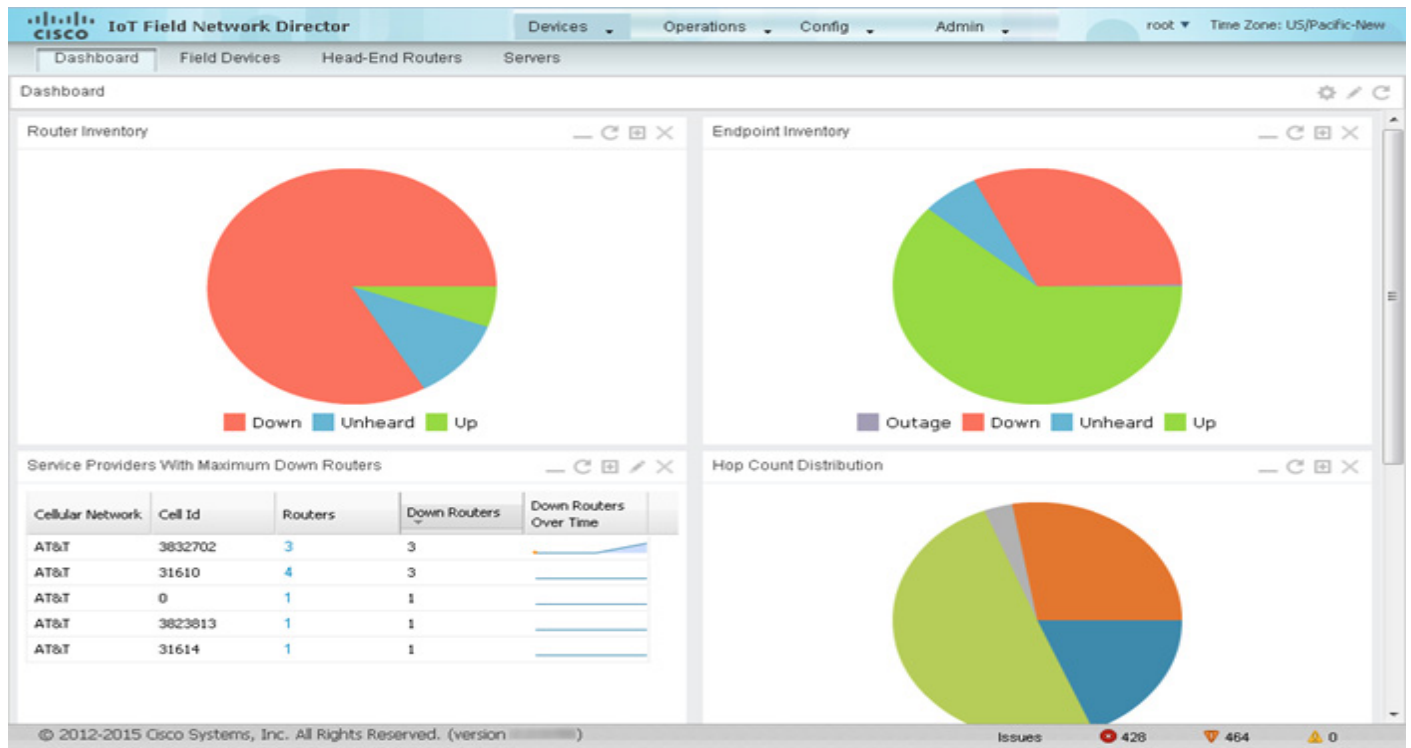 CISCO IoT Field Network Director Devices Operations Config Admin root Time Zone: US/Pacific-New
Dashboard Field Devices Head-End Routers Servers
Dashboard
Router Inventory
Down Unheard Up
Endpoint Inventory
Outage Down Unheard Up
Service Providers With Maximum Down Routers
Cellular Network Cell Id Routers Down Routers Down Routers Over Time
AT&T 3832702 3 3
AT&T 31610 4 3
AT&T 0 1 1
AT&T 3823813 1 1
AT&T 31614 1 1
Hop Count Distribution
© 2012-2015 Cisco Systems, Inc. All Rights Reserved. (version ) Issues 428 464 0